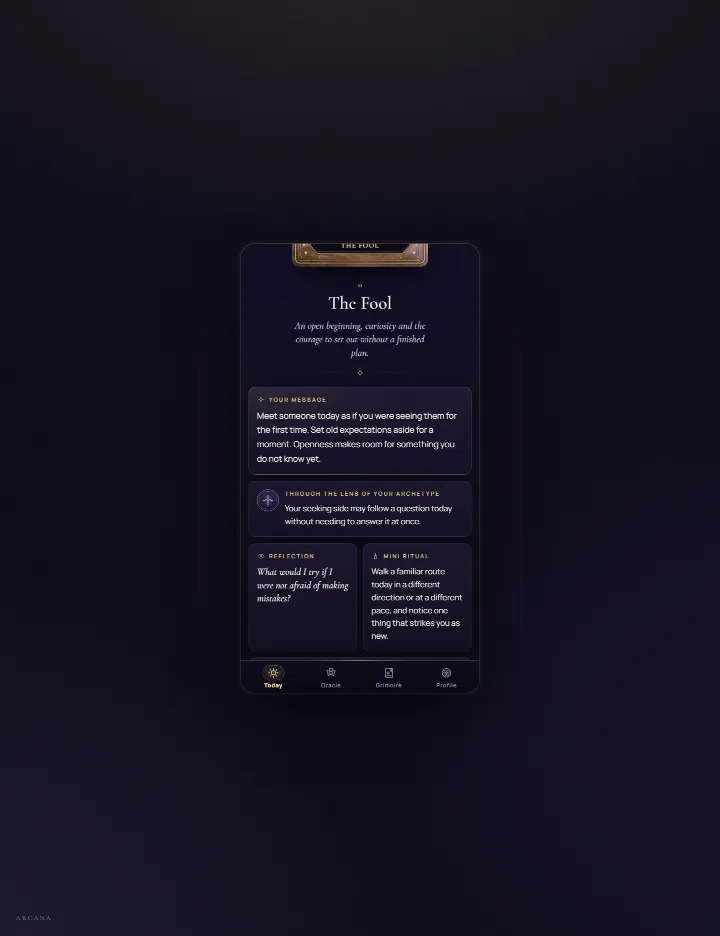 THE FOOL
The Fool
An open beginning, curiosity and the
courage to set out without a finished
plan.
YOUR MESSAGE
Meet someone today as if you were seeing them for
the first time. Set old expectations aside for a
moment. Openness makes room for something you
do not know yet.
THROUGH THE LENS OF YOUR ARCHETYPE
Your seeking side may follow a question today
without needing to answer it at once.
REFLECTION
What would I try if I
were not afraid of making
mistakes?
MINI RITUAL
Walk a familiar route
today in a different
direction or at a different
pace, and notice one
thing that strikes you as
new.
Today
Oracle
Grimoire
Profile
ARCANA